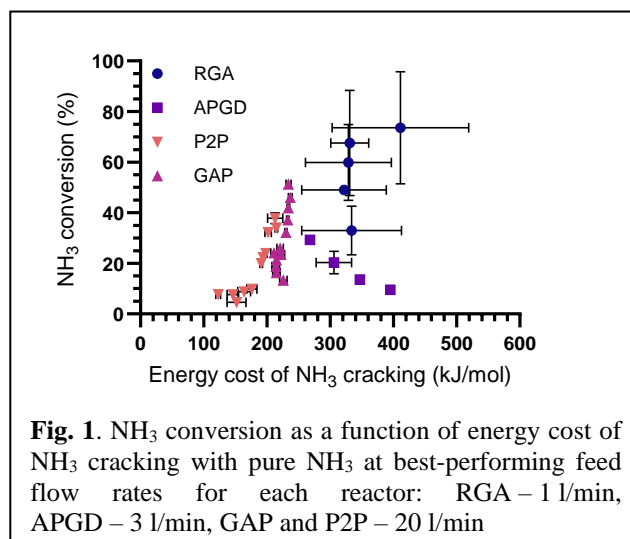 100
80
60
40
20
0
NH₃ conversion (%)
RGA
APGD
P2P
GAP
0 100 200 300 400 500 600
Energy cost of NH₃ cracking (kJ/mol)
Fig. 1. NH₃ conversion as a function of energy cost of
NH₃ cracking with pure NH₃ at best-performing feed
flow rates for each reactor: RGA – 1 l/min,
APGD – 3 l/min, GAP and P2P – 20 l/min